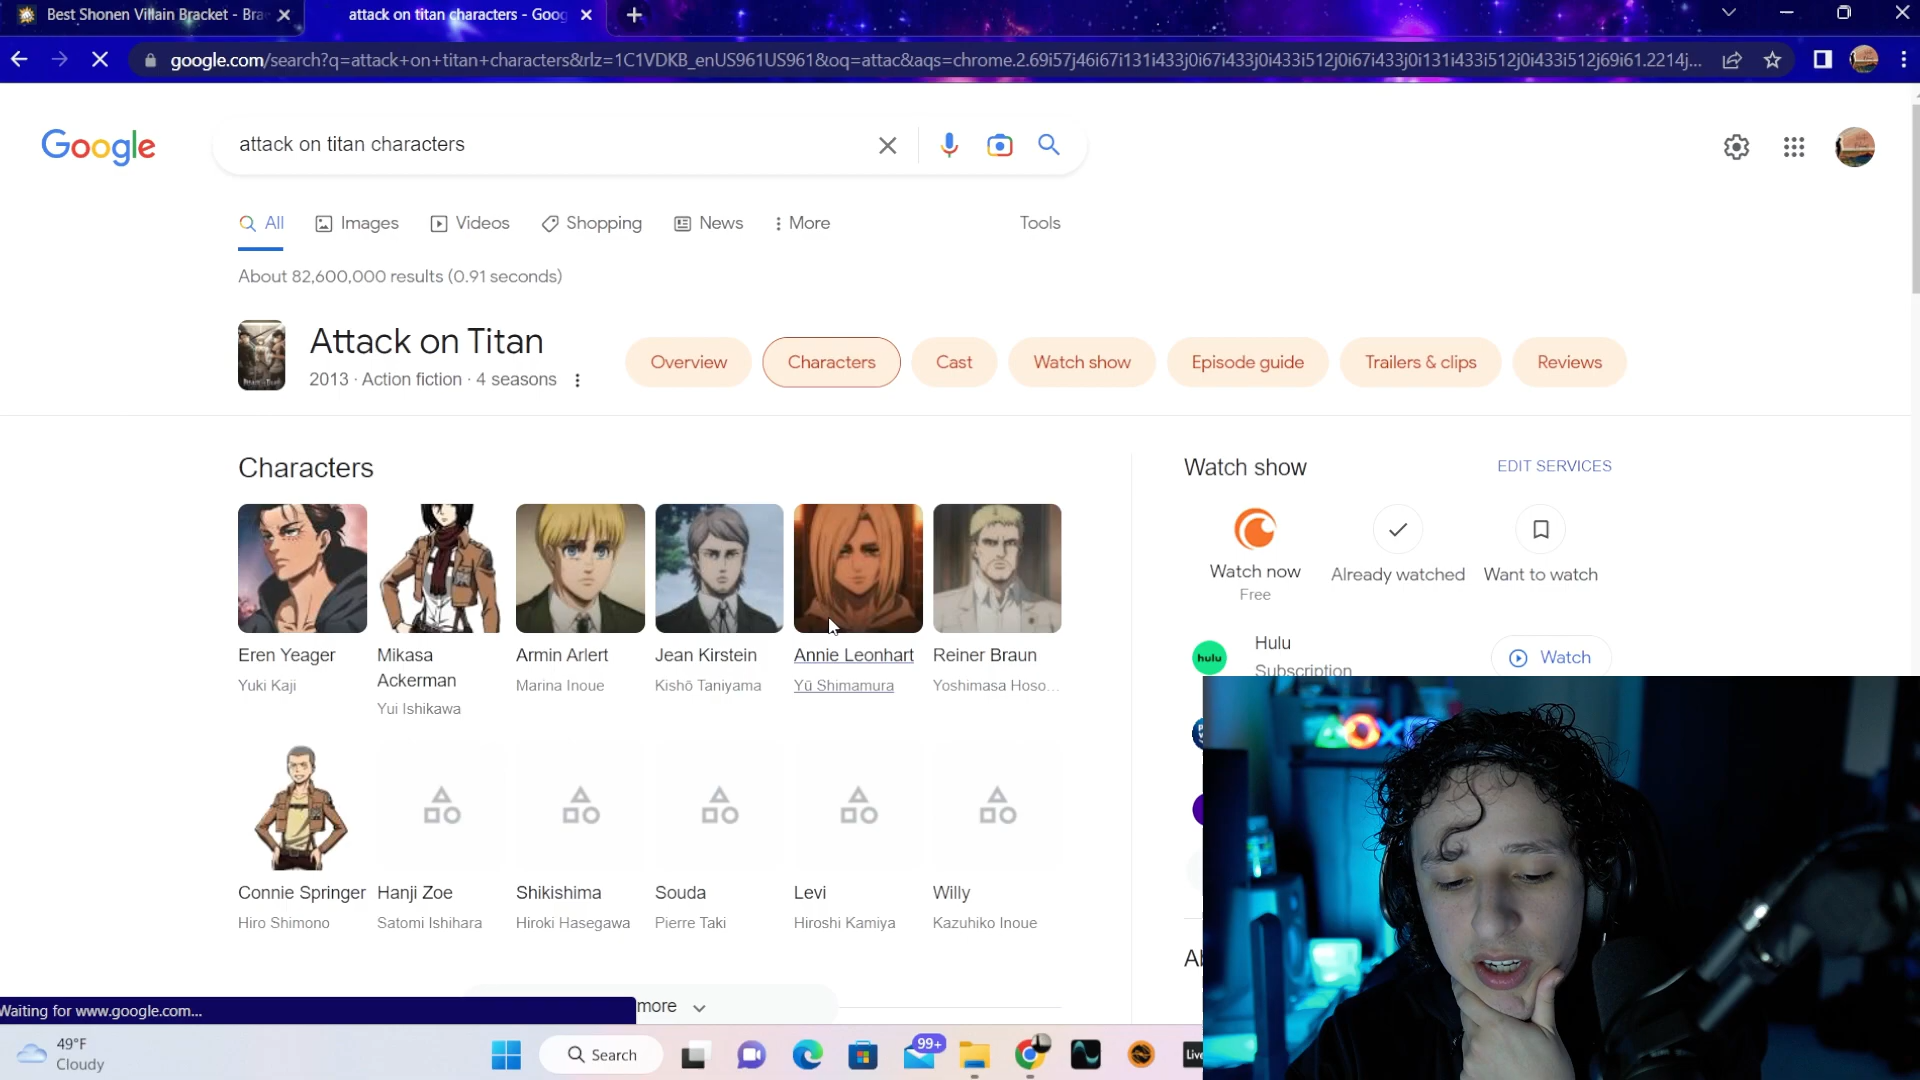 Best Shonen Villain Bracket - Bra
attack on titan characters - Goog
google.com/search?q=attack+on+titan+characters&rlz=1C1VDKB_enUS961US961&oq=attac&aqs=chrome.2.69i57j46i67i131i433j0i67i433j0i433i512j0i67i433j0i131i433i512j0i433i512j69i61.2214j...
Google
attack on titan characters
All Images Videos Shopping News More Tools
About 82,600,000 results (0.91 seconds)
Attack on Titan
2013 · Action fiction · 4 seasons
Overview Characters Cast Watch show Episode guide Trailers & clips Reviews
Characters
Eren Yeager
Yuki Kaji
Mikasa
Ackerman
Yui Ishikawa
Armin Arlert
Marina Inoue
Jean Kirstein
Kishō Taniyama
Annie Leonhart
Yū Shimamura
Reiner Braun
Yoshimasa Hoso...
Connie Springer
Hiro Shimono
Hanji Zoe
Satomi Ishihara
Shikishima
Hiroki Hasegawa
Souda
Pierre Taki
Levi
Hiroshi Kamiya
Willy
Kazuhiko Inoue
more
Watch show
EDIT SERVICES
Watch now
Free
Already watched
Want to watch
hulu
Hulu
Subscription
Watch
Waiting for www.google.com...
49°F
Cloudy
Search
99+